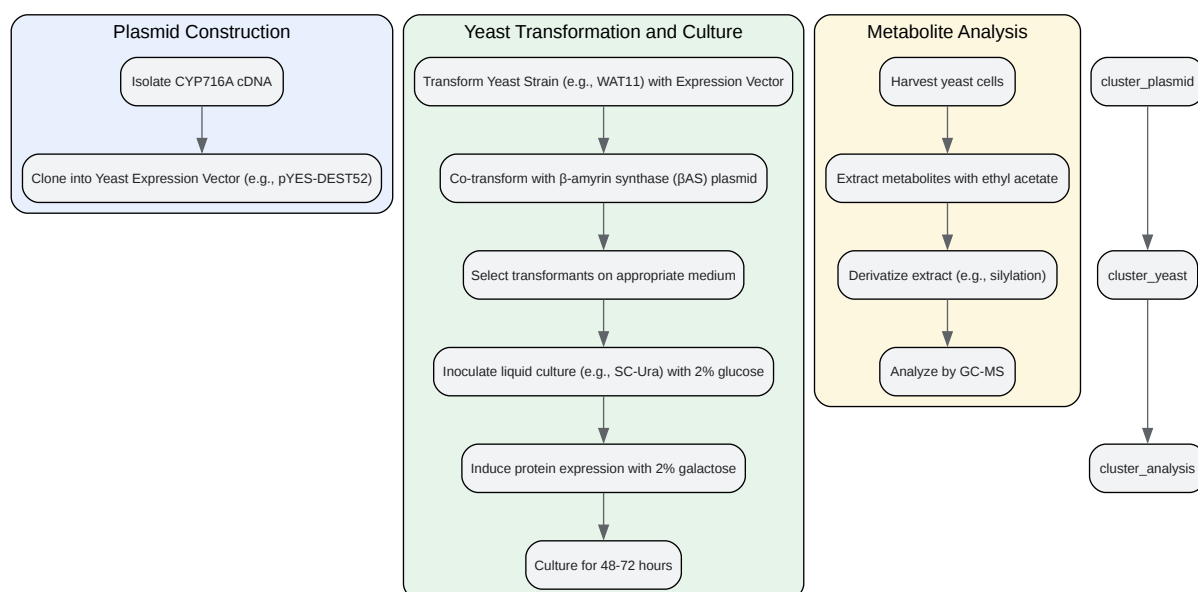 Plasmid Construction
Isolate CYP716A cDNA
Clone into Yeast Expression Vector (e.g., pYES-DEST52)
Yeast Transformation and Culture
Transform Yeast Strain (e.g., WAT11) with Expression Vector
Co-transform with β-amyrin synthase (βAS) plasmid
Select transformants on appropriate medium
Inoculate liquid culture (e.g., SC-Ura) with 2% glucose
Induce protein expression with 2% galactose
Culture for 48-72 hours
Metabolite Analysis
Harvest yeast cells
Extract metabolites with ethyl acetate
Derivatize extract (e.g., silylation)
Analyze by GC-MS
cluster_plasmid
cluster_yeast
cluster_analysis